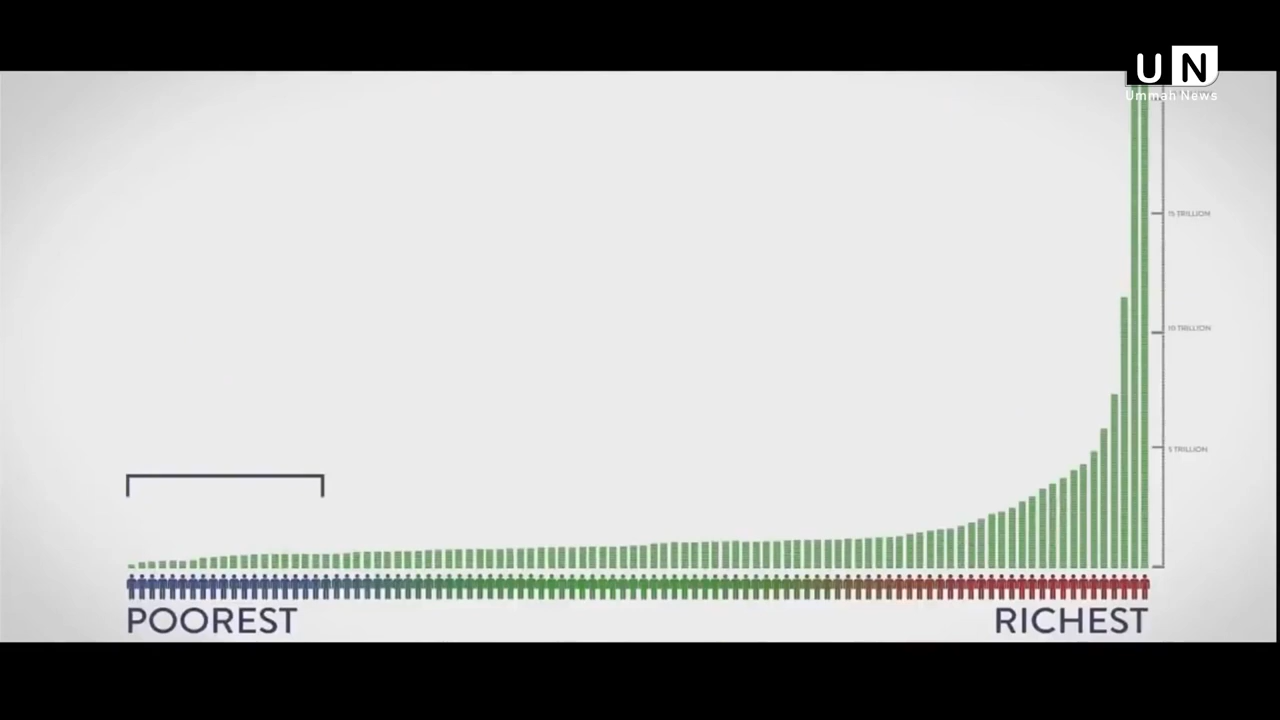 UN
Ummah News
15 TRILLION
10 TRILLION
5 TRILLION
POOREST
RICHEST